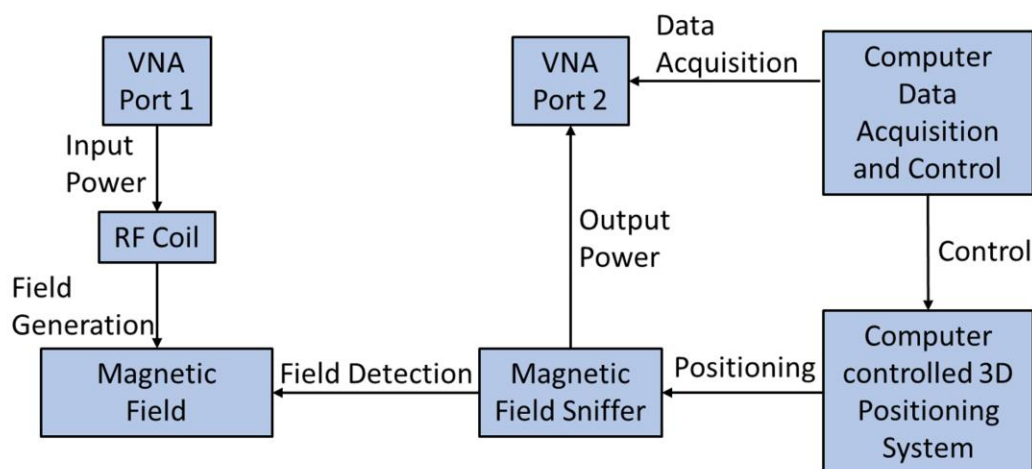 VNA
Port 1
Input
Power
RF Coil
Field
Generation
Magnetic
Field
Field Detection
Magnetic
Field Sniffer
Output
Power
VNA
Port 2
Data
Acquisition
Computer
Data
Acquisition
and Control
Control
Computer
controlled 3D
Positioning
System
Positioning